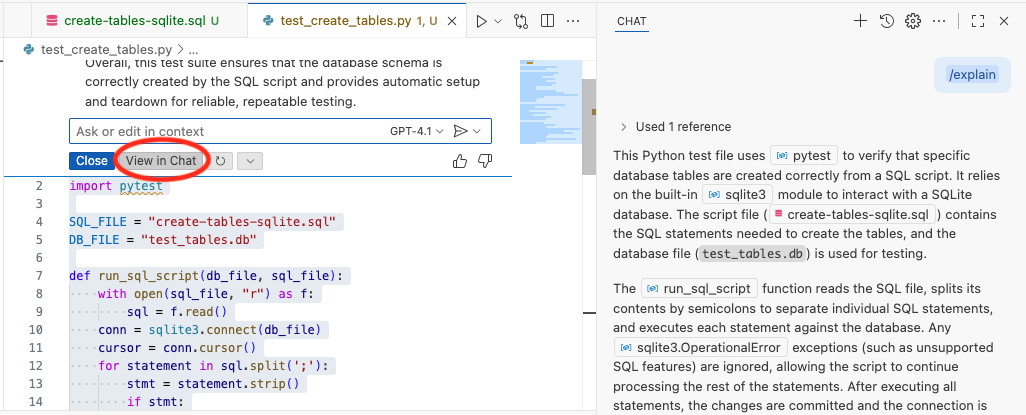 create-tables-sqlite.sql U
test_create_tables.py 1, U
test_create_tables.py > ...
Overall, this test suite ensures that the database schema is
correctly created by the SQL script and provides automatic setup
and teardown for reliable, repeatable testing.
Ask or edit in context GPT-4.1
Close View in Chat
2 import pytest
3
4 SQL_FILE = "create-tables-sqlite.sql"
5 DB_FILE = "test_tables.db"
6
7 def run_sql_script(db_file, sql_file):
8 ····with open(sql_file, "r") as f:
9 ········sql = f.read()
10 ····conn = sqlite3.connect(db_file)
11 ····cursor = conn.cursor()
12 ····for statement in sql.split(';'):
13 ········stmt = statement.strip()
14 ········if stmt:
CHAT
/explain
> Used 1 reference
This Python test file uses pytest to verify that specific
database tables are created correctly from a SQL script. It relies
on the built-in sqlite3 module to interact with a SQLite
database. The script file ( create-tables-sqlite.sql ) contains
the SQL statements needed to create the tables, and the
database file (test_tables.db) is used for testing.
The run_sql_script function reads the SQL file, splits its
contents by semicolons to separate individual SQL statements,
and executes each statement against the database. Any
sqlite3.OperationalError exceptions (such as unsupported
SQL features) are ignored, allowing the script to continue
processing the rest of the statements. After executing all
statements, the changes are committed and the connection is